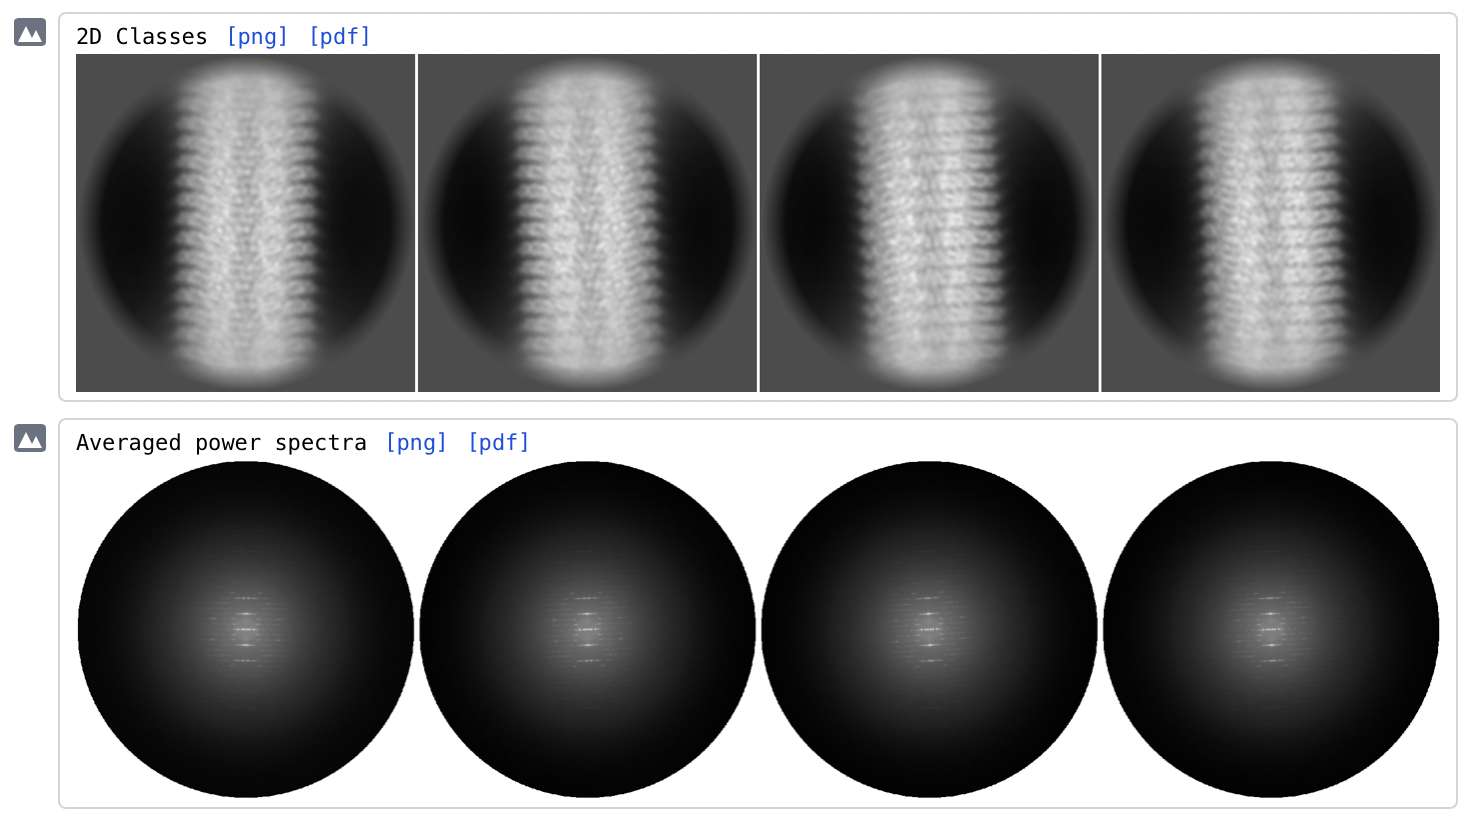 2D Classes [png] [pdf]
Averaged power spectra [png] [pdf]